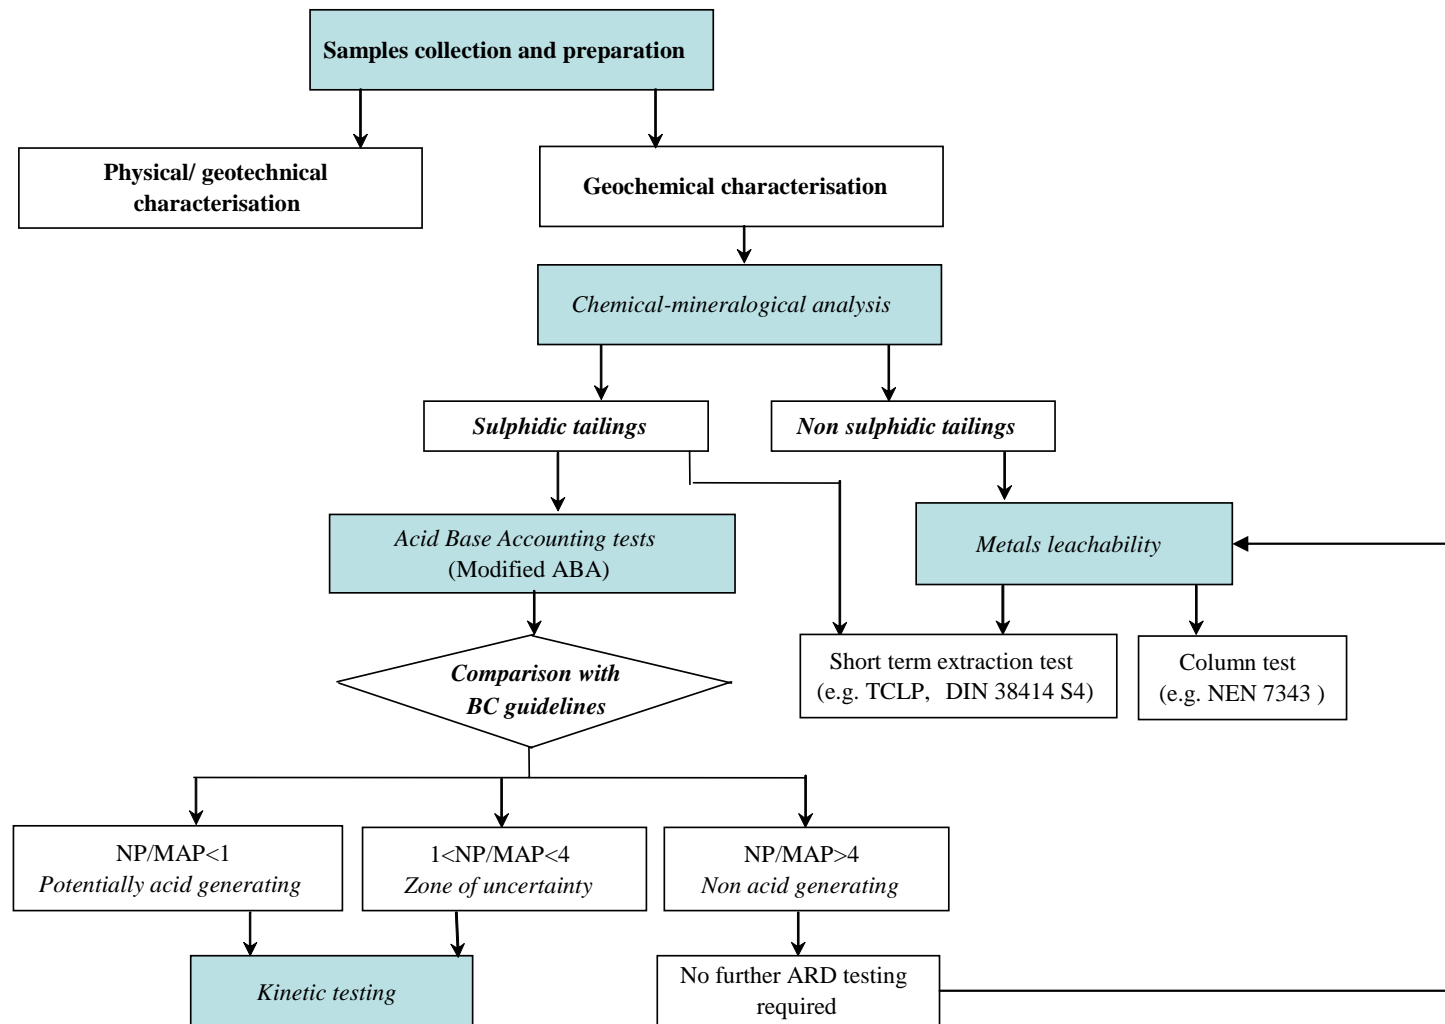 Samples collection and preparation
Physical/ geotechnical
characterisation
Geochemical characterisation
Chemical-mineralogical analysis
Sulphidic tailings
Non sulphidic tailings
Acid Base Accounting tests
(Modified ABA)
Metals leachability
Comparison with
BC guidelines
Short term extraction test
(e.g. TCLP, DIN 38414 S4)
Column test
(e.g. NEN 7343 )
NP/MAP<1
Potentially acid generating
1<NP/MAP<4
Zone of uncertainty
NP/MAP>4
Non acid generating
Kinetic testing
No further ARD testing
required